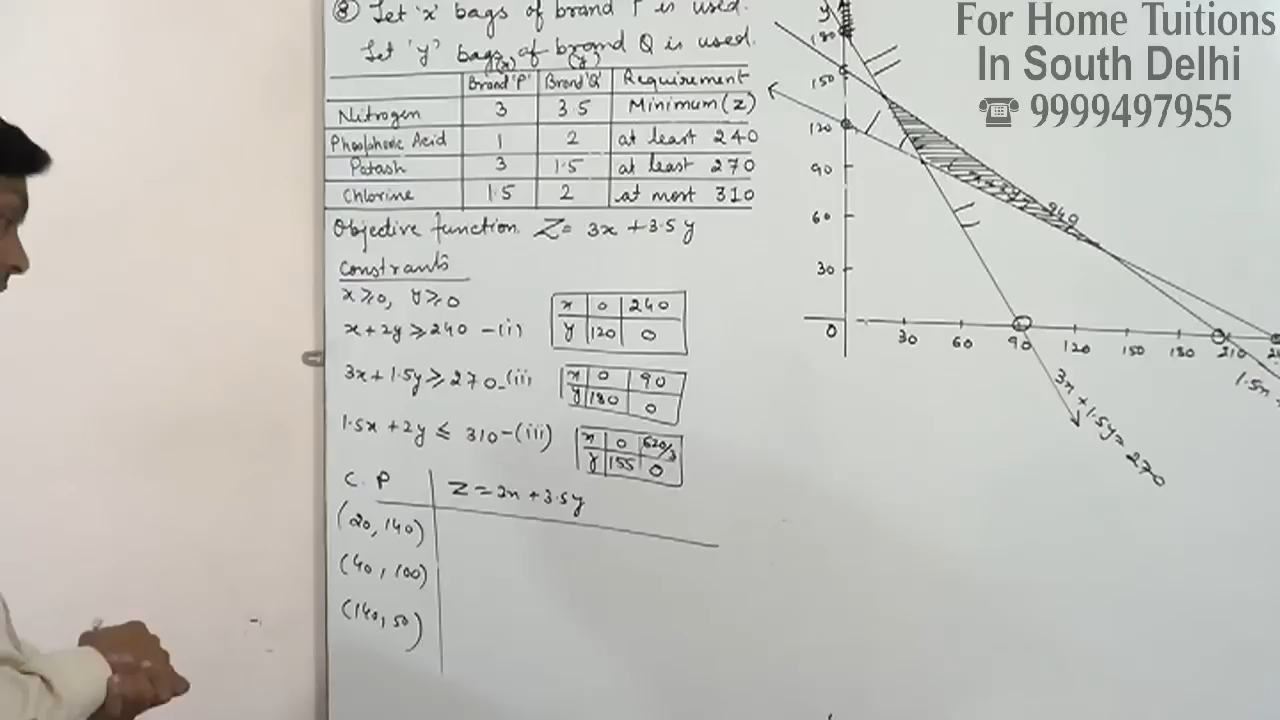 ⑧ Let 'x' bags of brand P is used.
Let 'y' bags of brand Q is used.
(x) (y)
Brand 'P' Brand 'Q' Requirement
Nitrogen 3 3.5 Minimum (Z)
Phosphoric Acid 1 2 at least 240
Potash 3 1.5 at least 270
Chlorine 1.5 2 at most 310
Objective function Z = 3x + 3.5y
Constrants
x ≥ 0, y ≥ 0
x + 2y ≥ 240 - (i)
x 0 240
y 120 0
3x + 1.5y ≥ 270 - (ii)
x 0 90
y 180 0
1.5x + 2y ≤ 310 - (iii)
x 0 620/3
y 155 0
C. P Z = 3x + 3.5y
(20, 140)
(40, 100)
(140, 50)
For Home Tuitions
In South Delhi
☎ 9999497955
y
180
150
120
90
60
30
0 30 60 90 120 150 180 210
3x + 1.5y = 270
1.5x